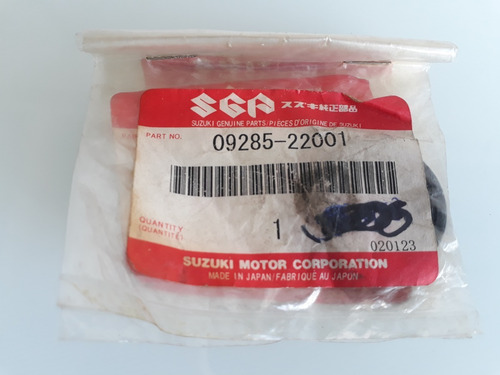 SGP スズキ純正部品
SUZUKI GENUINE PARTS/PIECES D'ORIGINE DE SUZUKI
PART NO. 09285-22001
QUANTITY
(QUANTITÉ)
1
020123
SUZUKI MOTOR CORPORATION
MADE IN JAPAN/FABRIQUÉ AU JAPON